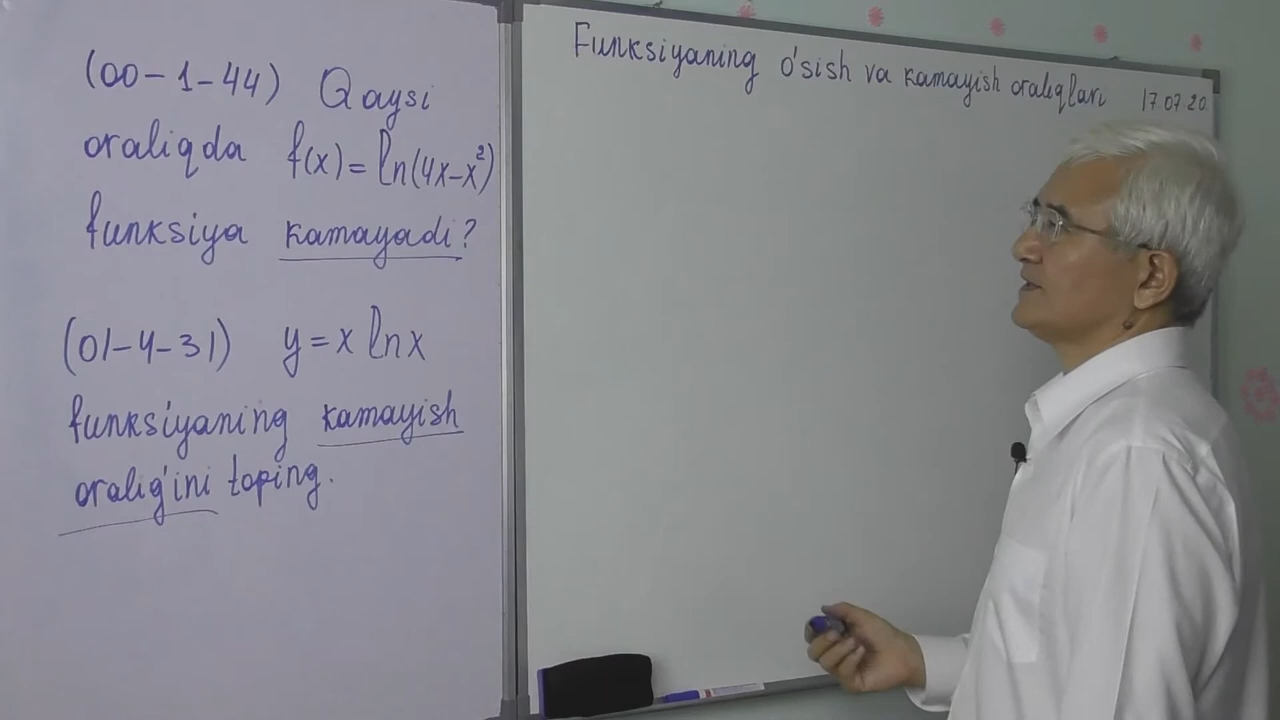 (00-1-44) Qaysi
oraliqda f(x)=ln(4x-x²)
funksiya kamayadi?
(01-4-31) y=x lnx
funksiyaning kamayish
oralig'ini toping.
Funksiyaning o'sish va kamayish oraliqlari 17.07.20